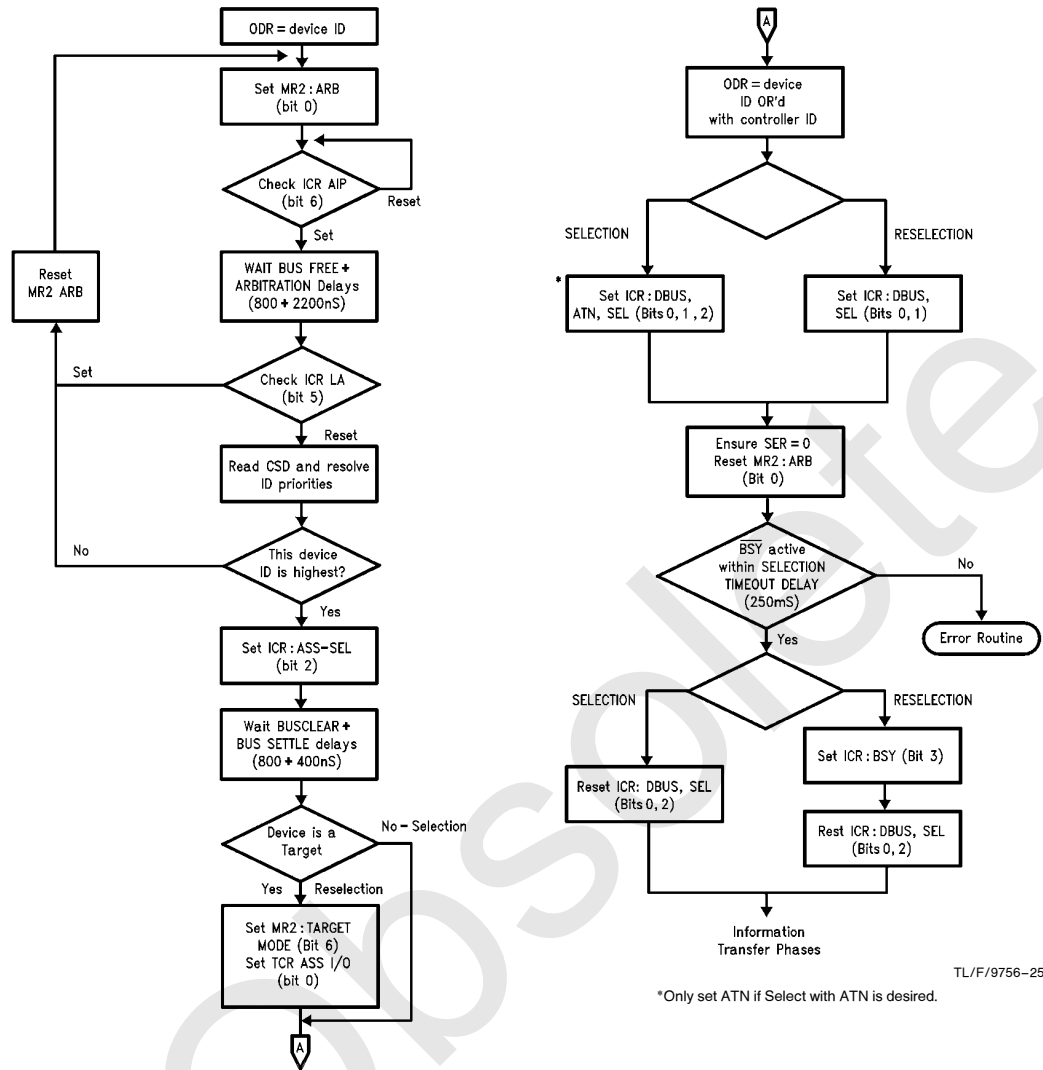 ODR = device ID
Set MR2 : ARB
(bit 0)
Check ICR AIP
(bit 6)
Reset
Set
WAIT BUS FREE +
ARBITRATION Delays
(800 + 2200nS)
Reset
MR2 ARB
Set
Check ICR LA
(bit 5)
Reset
Read CSD and resolve
ID priorities
No
This device
ID is highest?
Yes
Set ICR : ASS-SEL
(bit 2)
Wait BUSCLEAR +
BUS SETTLE delays
(800 + 400nS)
Device is a
Target
No - Selection
Yes
Reselection
Set MR2 : TARGET
MODE (Bit 6)
Set TCR ASS I/O
(bit 0)
A
A
ODR = device
ID OR'd
with controller ID
SELECTION
RESELECTION
*
Set ICR : DBUS,
ATN, SEL (Bits 0, 1, 2)
Set ICR : DBUS,
SEL (Bits 0, 1)
Ensure SER = 0
Reset MR2 : ARB
(Bit 0)
BSY active
within SELECTION
TIMEOUT DELAY
(250mS)
No
Error Routine
Yes
SELECTION
RESELECTION
Reset ICR: DBUS, SEL
(Bits 0, 2)
Set ICR : BSY (Bit 3)
Rest ICR : DBUS, SEL
(Bits 0, 2)
Information
Transfer Phases
TL/F/9756-25
*Only set ATN if Select with ATN is desired.
Obsolete